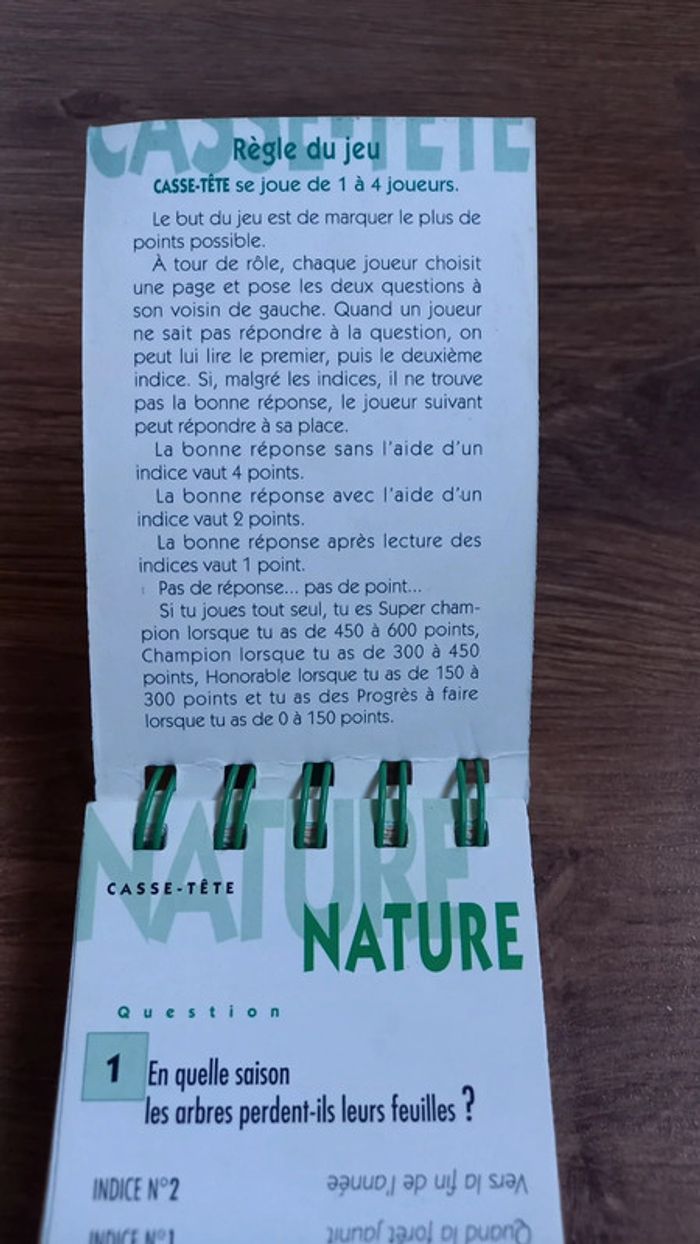 CASSE-TÊTE
Règle du jeu
CASSE-TÊTE se joue de 1 à 4 joueurs.
Le but du jeu est de marquer le plus de
points possible.
À tour de rôle, chaque joueur choisit
une page et pose les deux questions à
son voisin de gauche. Quand un joueur
ne sait pas répondre à la question, on
peut lui lire le premier, puis le deuxième
indice. Si, malgré les indices, il ne trouve
pas la bonne réponse, le joueur suivant
peut répondre à sa place.
La bonne réponse sans l'aide d'un
indice vaut 4 points.
La bonne réponse avec l'aide d'un
indice vaut 2 points.
La bonne réponse après lecture des
indices vaut 1 point.
Pas de réponse... pas de point...
Si tu joues tout seul, tu es Super cham-
pion lorsque tu as de 450 à 600 points,
Champion lorsque tu as de 300 à 450
points, Honorable lorsque tu as de 150 à
300 points et tu as des Progrès à faire
lorsque tu as de 0 à 150 points.
NATURE
CASSE-TÊTE
NATURE
Question
1 En quelle saison
les arbres perdent-ils leurs feuilles ?
INDICE N°2 Vers la fin de l'année
INDICE N°1 Quand la forêt jaunit